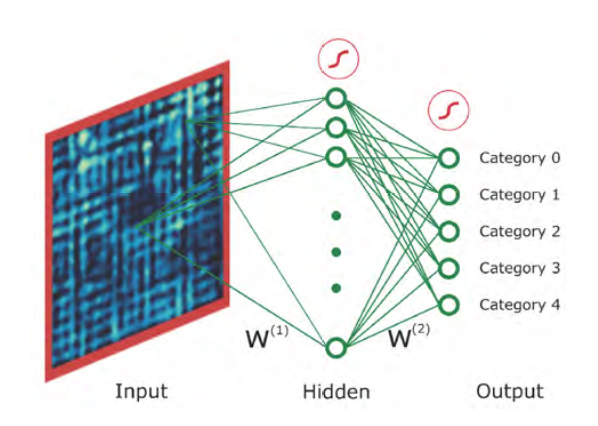 Category 0
Category 1
Category 2
Category 3
Category 4
W(1)
W(2)
Input
Hidden
Output